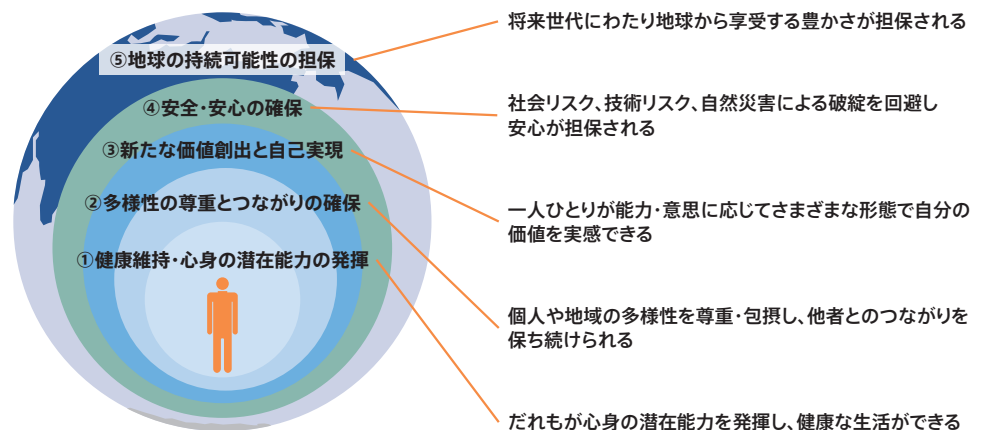 ⑤地球の持続可能性の担保
将来世代にわたり地球から享受する豊かさが担保される
④安全・安心の確保
社会リスク、技術リスク、自然災害による破綻を回避し
安心が担保される
③新たな価値創出と自己実現
一人ひとりが能力・意思に応じてさまざまな形態で自分の
価値を実感できる
②多様性の尊重とつながりの確保
個人や地域の多様性を尊重・包摂し、他者とのつながりを
保ち続けられる
①健康維持・心身の潜在能力の発揮
だれもが心身の潜在能力を発揮し、健康な生活ができる